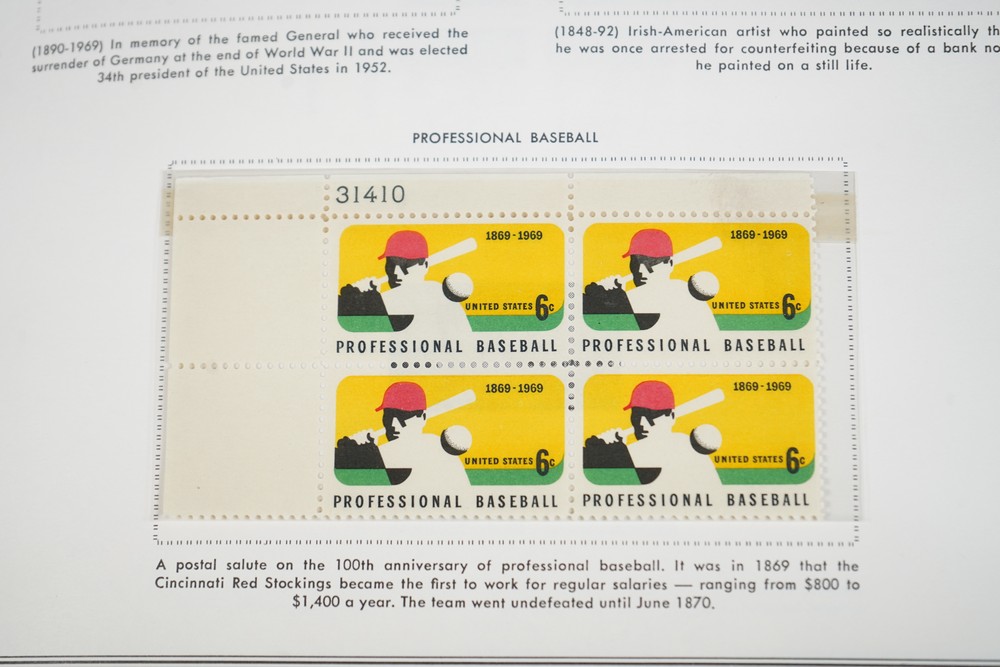 (1890-1969) In memory of the famed General who received the
surrender of Germany at the end of World War II and was elected
34th president of the United States in 1952.
(1848-92) Irish-American artist who painted so realistically
he was once arrested for counterfeiting because of a bank
he painted on a still life.
PROFESSIONAL BASEBALL
31410
1869-1969
UNITED STATES 6c
PROFESSIONAL BASEBALL
1869-1969
UNITED STATES 6c
PROFESSIONAL BASEBALL
1869-1969
UNITED STATES 6c
PROFESSIONAL BASEBALL
1869-1969
UNITED STATES 6c
PROFESSIONAL BASEBALL
A postal salute on the 100th anniversary of professional baseball. It was in 1869 that the
Cincinnati Red Stockings became the first to work for regular salaries — ranging from $800 to
$1,400 a year. The team went undefeated until June 1870.